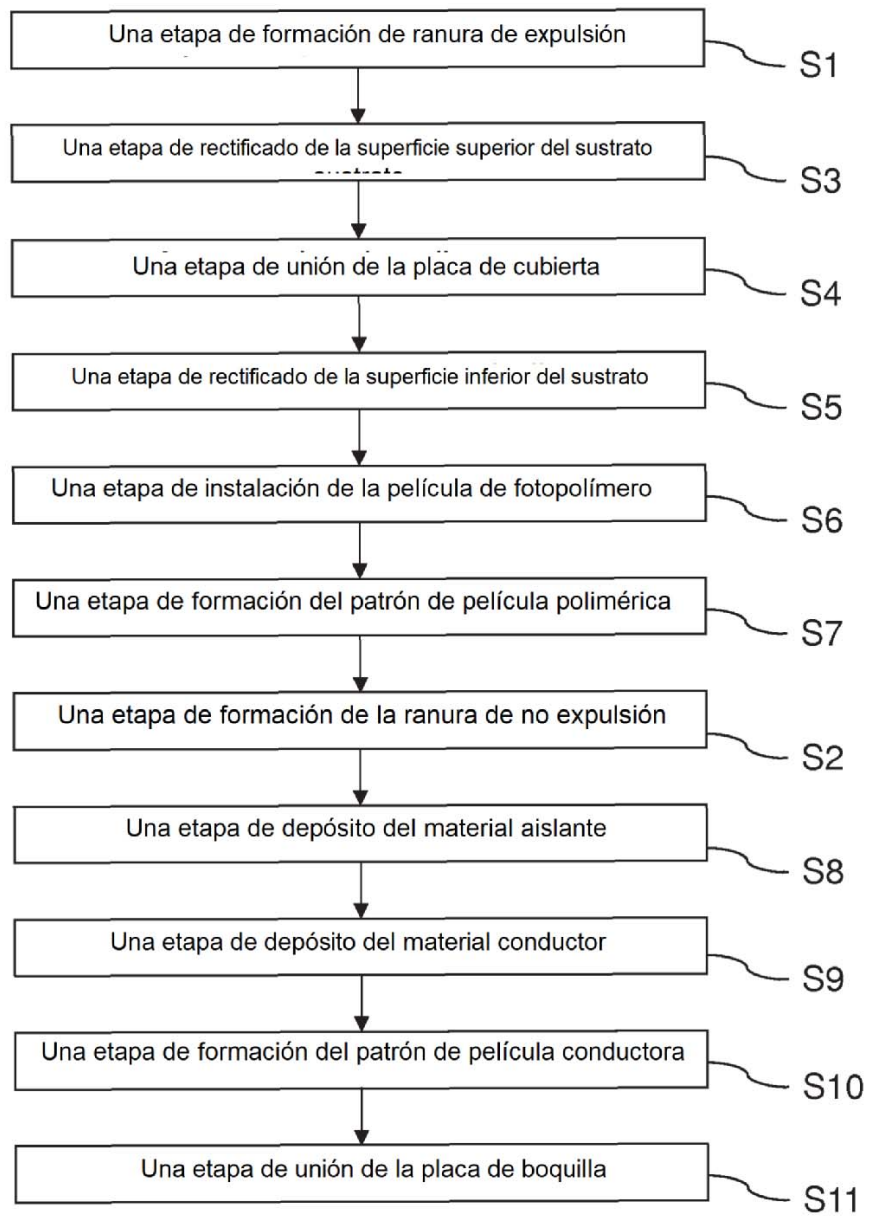 Una etapa de formación de ranura de expulsión
S1
Una etapa de rectificado de la superficie superior del sustrato
S3
Una etapa de unión de la placa de cubierta
S4
Una etapa de rectificado de la superficie inferior del sustrato
S5
Una etapa de instalación de la película de fotopolímero
S6
Una etapa de formación del patrón de película polimérica
S7
Una etapa de formación de la ranura de no expulsión
S2
Una etapa de depósito del material aislante
S8
Una etapa de depósito del material conductor
S9
Una etapa de formación del patrón de película conductora
S10
Una etapa de unión de la placa de boquilla
S11